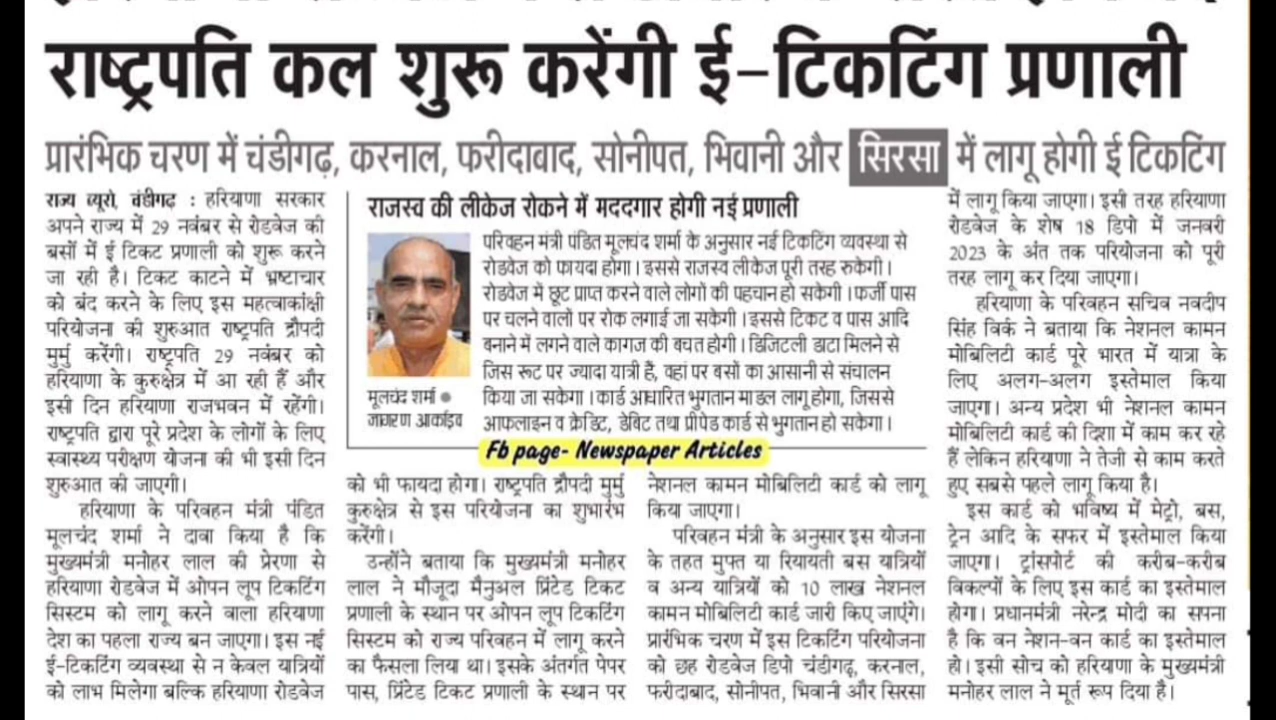 राष्ट्रपति कल शुरू करेंगी ई-टिकटिंग प्रणाली
प्रारंभिक चरण में चंडीगढ़, करनाल, फरीदाबाद, सोनीपत, भिवानी और सिरसा में लागू होगी ई टिकटिंग
राज्य ब्यूरो, चंडीगढ़ : हरियाणा सरकार
अपने राज्य में 29 नवंबर से रोडवेज की
बसों में ई टिकट प्रणाली को शुरू करने
जा रही है। टिकट काटने में भ्रष्टाचार
को बंद करने के लिए इस महत्वाकांक्षी
परियोजना की शुरुआत राष्ट्रपति द्रौपदी
मुर्मु करेंगी। राष्ट्रपति 29 नवंबर को
हरियाणा के कुरुक्षेत्र में आ रही हैं और
इसी दिन हरियाणा राजभवन में रहेंगी।
राष्ट्रपति द्वारा पूरे प्रदेश के लोगों के लिए
स्वास्थ्य परीक्षण योजना की भी इसी दिन
शुरुआत की जाएगी।
हरियाणा के परिवहन मंत्री पंडित
मूलचंद शर्मा ने दावा किया है कि
मुख्यमंत्री मनोहर लाल की प्रेरणा से
हरियाणा रोडवेज में ओपन लूप टिकटिंग
सिस्टम को लागू करने वाला हरियाणा
देश का पहला राज्य बन जाएगा। इस नई
ई-टिकटिंग व्यवस्था से न केवल यात्रियों
को लाभ मिलेगा बल्कि हरियाणा रोडवेज
राजस्व की लीकेज रोकने में मददगार होगी नई प्रणाली
परिवहन मंत्री पंडित मूलचंद शर्मा के अनुसार नई टिकटिंग व्यवस्था से
रोडवेज को फायदा होगा। इससे राजस्व लीकेज पूरी तरह रुकेगी।
रोडवेज में छूट प्राप्त करने वाले लोगों की पहचान हो सकेगी। फर्जी पास
पर चलने वालों पर रोक लगाई जा सकेगी। इससे टिकट व पास आदि
बनाने में लगने वाले कागज की बचत होगी। डिजिटली डाटा मिलने से
जिस रूट पर ज्यादा यात्री हैं, वहां पर बसों का आसानी से संचालन
किया जा सकेगा। कार्ड आधारित भुगतान माडल लागू होगा, जिससे
आफलाइन व क्रेडिट, डेबिट तथा प्रीपेड कार्ड से भुगतान हो सकेगा।
मूलचंद शर्मा ●
जागरण आर्काइव
Fb page- Newspaper Articles
को भी फायदा होगा। राष्ट्रपति द्रौपदी मुर्मु
कुरुक्षेत्र से इस परियोजना का शुभारंभ
करेंगी।
उन्होंने बताया कि मुख्यमंत्री मनोहर
लाल ने मौजूदा मैनुअल प्रिंटेड टिकट
प्रणाली के स्थान पर ओपन लूप टिकटिंग
सिस्टम को राज्य परिवहन में लागू करने
का फैसला लिया था। इसके अंतर्गत पेपर
पास, प्रिंटेड टिकट प्रणाली के स्थान पर
नेशनल कामन मोबिलिटी कार्ड को लागू
किया जाएगा।
परिवहन मंत्री के अनुसार इस योजना
के तहत मुफ्त या रियायती बस यात्रियों
व अन्य यात्रियों को 10 लाख नेशनल
कामन मोबिलिटी कार्ड जारी किए जाएंगे।
प्रारंभिक चरण में इस टिकटिंग परियोजना
को छह रोडवेज डिपो चंडीगढ़, करनाल,
फरीदाबाद, सोनीपत, भिवानी और सिरसा
में लागू किया जाएगा। इसी तरह हरियाणा
रोडवेज के शेष 18 डिपो में जनवरी
2023 के अंत तक परियोजना को पूरी
तरह लागू कर दिया जाएगा।
हरियाणा के परिवहन सचिव नवदीप
सिंह विर्क ने बताया कि नेशनल कामन
मोबिलिटी कार्ड पूरे भारत में यात्रा के
लिए अलग-अलग इस्तेमाल किया
जाएगा। अन्य प्रदेश भी नेशनल कामन
मोबिलिटी कार्ड की दिशा में काम कर रहे
हैं लेकिन हरियाणा ने तेजी से काम करते
हुए सबसे पहले लागू किया है।
इस कार्ड को भविष्य में मेट्रो, बस,
ट्रेन आदि के सफर में इस्तेमाल किया
जाएगा। ट्रांसपोर्ट की करीब-करीब
विकल्पों के लिए इस कार्ड का इस्तेमाल
होगा। प्रधानमंत्री नरेन्द्र मोदी का सपना
है कि वन नेशन-वन कार्ड का इस्तेमाल
हो। इसी सोच को हरियाणा के मुख्यमंत्री
मनोहर लाल ने मूर्त रूप दिया है।